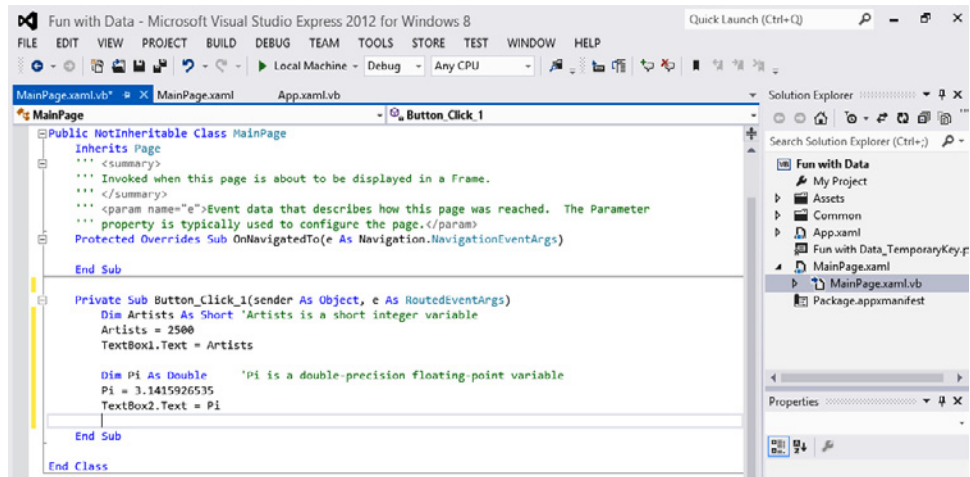 Fun with Data - Microsoft Visual Studio Express 2012 for Windows 8
Quick Launch (Ctrl+Q)
FILE EDIT VIEW PROJECT BUILD DEBUG TEAM TOOLS STORE TEST WINDOW HELP
Local Machine Debug Any CPU
MainPage.xaml.vb* MainPage.xaml App.xaml.vb
MainPage Button_Click_1
Public NotInheritable Class MainPage
Inherits Page
''' <summary>
''' Invoked when this page is about to be displayed in a Frame.
''' </summary>
''' <param name="e">Event data that describes how this page was reached.  The Parameter
''' property is typically used to configure the page.</param>
Protected Overrides Sub OnNavigatedTo(e As Navigation.NavigationEventArgs)
End Sub
Private Sub Button_Click_1(sender As Object, e As RoutedEventArgs)
Dim Artists As Short 'Artists is a short integer variable
Artists = 2500
TextBox1.Text = Artists
Dim Pi As Double 'Pi is a double-precision floating-point variable
Pi = 3.1415926535
TextBox2.Text = Pi
End Sub
End Class
Solution Explorer
Search Solution Explorer (Ctrl+;)
VB Fun with Data
My Project
Assets
Common
App.xaml
Fun with Data_TemporaryKey.p
MainPage.xaml
MainPage.xaml.vb
Package.appxmanifest
Properties